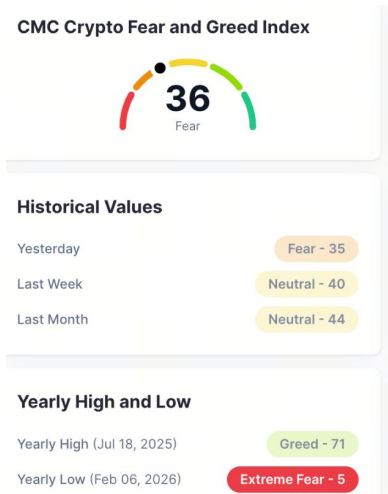 CMC Crypto Fear and Greed Index
36
Fear
Historical Values
Yesterday Fear - 35
Last Week Neutral - 40
Last Month Neutral - 44
Yearly High and Low
Yearly High (Jul 18, 2025) Greed - 71
Yearly Low (Feb 06, 2026) Extreme Fear - 5